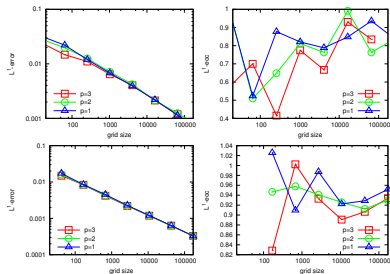 0.1
0.01
0.001
100
1000
10000
100000
L¹-error
grid size
p=3
p=2
p=1
1
0.9
0.8
0.7
0.6
0.5
0.4
100
1000
10000
100000
L¹-eoc
grid size
p=3
p=2
p=1
0.1
0.01
0.001
0.0001
100
1000
10000
100000
L¹-error
grid size
p=3
p=2
p=1
1.04
1.02
1
0.98
0.96
0.94
0.92
0.9
0.88
0.86
0.84
0.82
100
1000
10000
100000
L¹-eoc
grid size
p=3
p=2
p=1